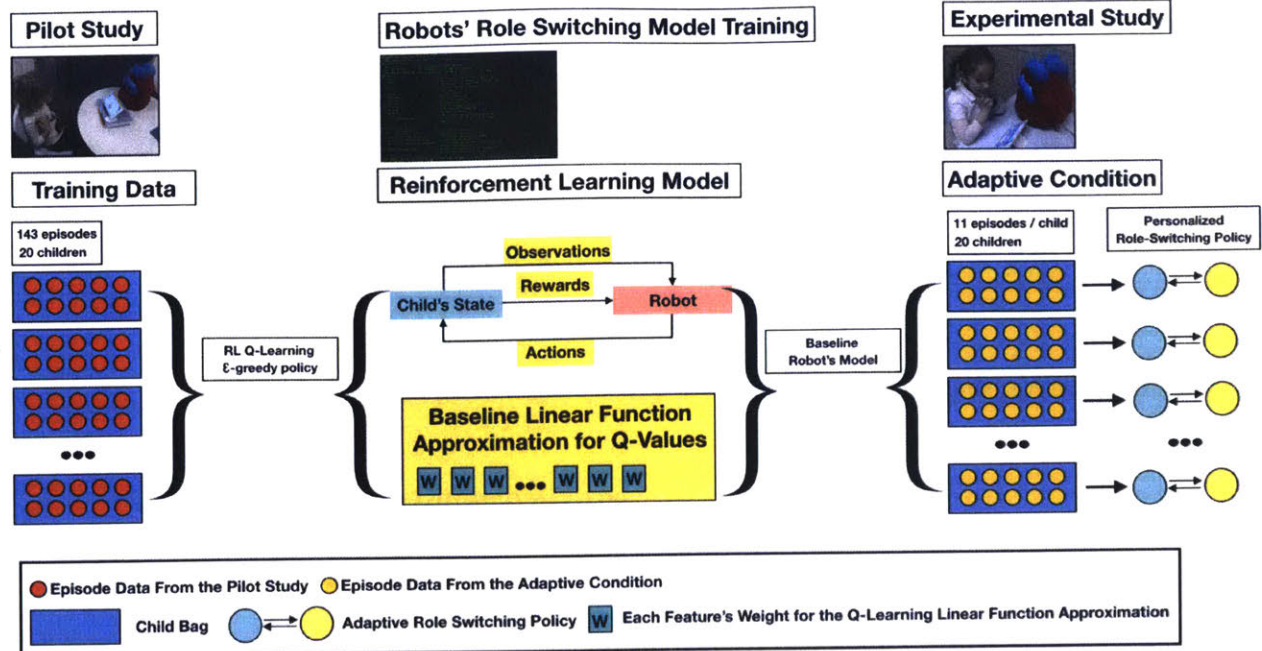 Pilot Study
Robots' Role Switching Model Training
Experimental Study
Training Data
Reinforcement Learning Model
Adaptive Condition
143 episodes
20 children
11 episodes / child
20 children
Personalized
Role-Switching Policy
Observations
Rewards
Child's State
Robot
Actions
RL Q-Learning
ε-greedy policy
Baseline
Robot's Model
Baseline Linear Function
Approximation for Q-Values
W W W ••• W W W
Episode Data From the Pilot Study
Episode Data From the Adaptive Condition
Child Bag
Adaptive Role Switching Policy
W
Each Feature's Weight for the Q-Learning Linear Function Approximation